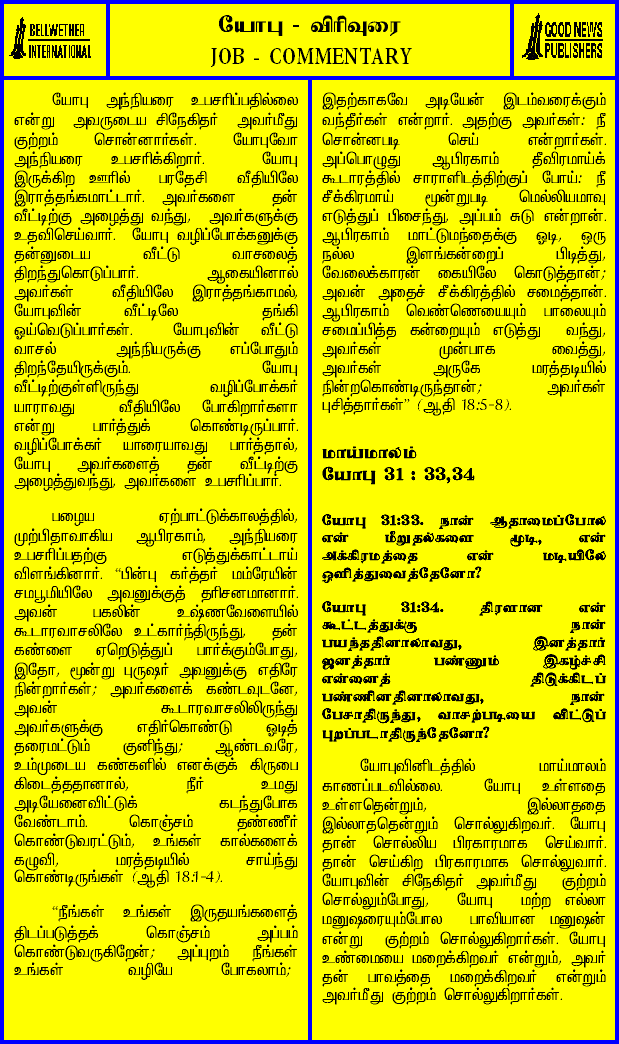 BELLWETHER
INTERNATIONAL
யோபு - விரிவுரை
JOB - COMMENTARY
GOOD NEWS
PUBLISHERS
யோபு அந்நியரை உபசரிப்பதில்லை
என்று அவருடைய சிநேகிதர் அவர்மீது
குற்றம் சொன்னார்கள். யோபுவோ
அந்நியரை உபசரிக்கிறார். யோபு
இருக்கிற ஊரில் பரதேசி வீதியிலே
இராத்தங்கமாட்டார். அவர்களை தன்
வீட்டிற்கு அழைத்து வந்து, அவர்களுக்கு
உதவிசெய்வார். யோபு வழிப்போக்கனுக்கு
தன்னுடைய வீட்டு வாசலைத்
திறந்துகொடுப்பார். ஆகையினால்
அவர்கள் வீதியிலே இராத்தங்காமல்,
யோபுவின் வீட்டிலே தங்கி
ஓய்வெடுப்பார்கள். யோபுவின் வீட்டு
வாசல் அந்நியருக்கு எப்போதும்
திறந்தேயிருக்கும். யோபு
வீட்டிற்குள்ளிருந்து வழிப்போக்கர்
யாராவது வீதியிலே போகிறார்களா
என்று பார்த்துக் கொண்டிருப்பார்.
வழிப்போக்கர் யாரையாவது பார்த்தால்,
யோபு அவர்களைத் தன் வீட்டிற்கு
அழைத்துவந்து, அவர்களை உபசரிப்பார்.
பழைய ஏற்பாட்டுக்காலத்தில்,
முற்பிதாவாகிய ஆபிரகாம், அந்நியரை
உபசரிப்பதற்கு எடுத்துக்காட்டாய்
விளங்கினார். “பின்பு கர்த்தர் மம்ரேயின்
சமபூமியிலே அவனுக்குத் தரிசனமானார்.
அவன் பகலின் உஷ்ணவேளையில்
கூடாரவாசலிலே உட்கார்ந்திருந்து, தன்
கண்ணை ஏறெடுத்துப் பார்க்கும்போது,
இதோ, மூன்று புருஷர் அவனுக்கு எதிரே
நின்றார்கள்; அவர்களைக் கண்டவுடனே,
அவன் கூடாரவாசலிலிருந்து
அவர்களுக்கு எதிர்கொண்டு ஓடித்
தரைமட்டும் குனிந்து; ஆண்டவரே,
உம்முடைய கண்களில் எனக்குக் கிருபை
கிடைத்ததானால், நீர் உமது
அடியேனைவிட்டுக் கடந்துபோக
வேண்டாம். கொஞ்சம் தண்ணீர்
கொண்டுவரட்டும், உங்கள் கால்களைக்
கழுவி, மரத்தடியில் சாய்ந்து
கொண்டிருங்கள் (ஆதி 18:1-4).
“நீங்கள் உங்கள் இருதயங்களைத்
திடப்படுத்தக் கொஞ்சம் அப்பம்
கொண்டுவருகிறேன்; அப்புறம் நீங்கள்
உங்கள் வழியே போகலாம்;
இதற்காகவே அடியேன் இடம்வரைக்கும்
வந்தீர்கள் என்றார். அதற்கு அவர்கள்: நீ
சொன்னபடி செய் என்றார்கள்.
அப்பொழுது ஆபிரகாம் தீவிரமாய்க்
கூடாரத்தில் சாராளிடத்திற்குப் போய்: நீ
சீக்கிரமாய் மூன்றுபடி மெல்லியமாவு
எடுத்துப் பிசைந்து, அப்பம் சுடு என்றான்.
ஆபிரகாம் மாட்டுமந்தைக்கு ஓடி, ஒரு
நல்ல இளங்கன்றைப் பிடித்து,
வேலைக்காரன் கையிலே கொடுத்தான்;
அவன் அதைச் சீக்கிரத்தில் சமைத்தான்.
ஆபிரகாம் வெண்ணெயையும் பாலையும்
சமைப்பித்த கன்றையும் எடுத்து வந்து,
அவர்கள் முன்பாக வைத்து,
அவர்கள் அருகே மரத்தடியில்
நின்றகொண்டிருந்தான்; அவர்கள்
புசித்தார்கள்” (ஆதி 18:5-8).
மாய்மாலம்
யோபு 31 : 33,34
யோபு 31:33. நான் ஆதாமைப்போல
என் மீறுதல்களை மூடி, என்
அக்கிரமத்தை என் மடியிலே
ஒளித்துவைத்தேனோ?
யோபு 31:34. திரளான என்
கூட்டத்துக்கு நான்
பயந்ததினாலாவது, இனத்தார்
ஜனத்தார் பண்ணும் இகழ்ச்சி
என்னைத் திடுக்கிடப்
பண்ணினதினாலாவது, நான்
பேசாதிருந்து, வாசற்படியை விட்டுப்
புறப்படாதிருந்தேனோ?
யோபுவினிடத்தில் மாய்மாலம்
காணப்படவில்லை. யோபு உள்ளதை
உள்ளதென்றும், இல்லாததை
இல்லாததென்றும் சொல்லுகிறவர். யோபு
தான் சொல்லிய பிரகாரமாக செய்வார்.
தான் செய்கிற பிரகாரமாக சொல்லுவார்.
யோபுவின் சிநேகிதர் அவர்மீது குற்றம்
சொல்லும்போது, யோபு மற்ற எல்லா
மனுஷரையும்போல பாவியான மனுஷன்
என்று குற்றம் சொல்லுகிறார்கள். யோபு
உண்மையை மறைக்கிறவர் என்றும், அவர்
தன் பாவத்தை மறைக்கிறவர் என்றும்
அவர்மீது குற்றம் சொல்லுகிறார்கள்.